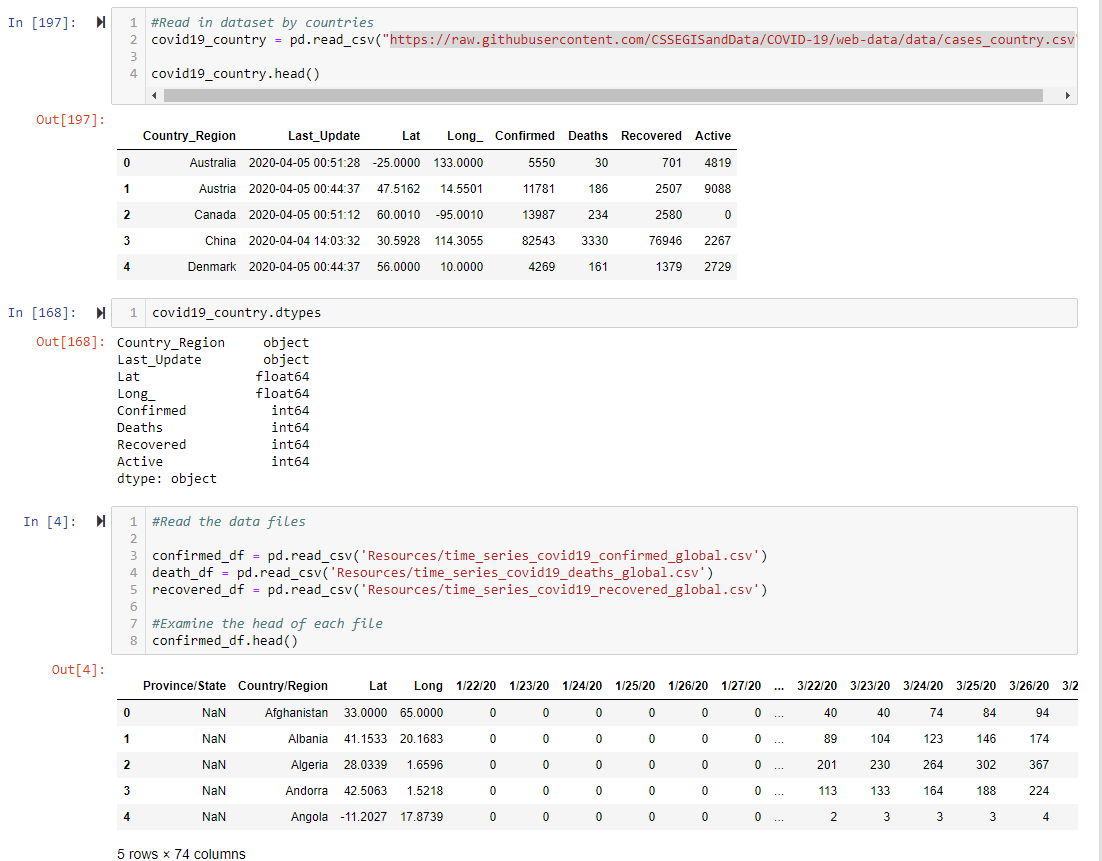 In [197]:
1 #Read in dataset by countries
2 covid19_country = pd.read_csv("https://raw.githubusercontent.com/CSSEGISandData/COVID-19/web-data/data/cases_country.csv"
3
4 covid19_country.head()
Out[197]:
Country_Region Last_Update Lat Long_ Confirmed Deaths Recovered Active
0 Australia 2020-04-05 00:51:28 -25.0000 133.0000 5550 30 701 4819
1 Austria 2020-04-05 00:44:37 47.5162 14.5501 11781 186 2507 9088
2 Canada 2020-04-05 00:51:12 60.0010 -95.0010 13987 234 2580 0
3 China 2020-04-04 14:03:32 30.5928 114.3055 82543 3330 76946 2267
4 Denmark 2020-04-05 00:44:37 56.0000 10.0000 4269 161 1379 2729
In [168]:
1 covid19_country.dtypes
Out[168]:
Country_Region object
Last_Update object
Lat float64
Long_ float64
Confirmed int64
Deaths int64
Recovered int64
Active int64
dtype: object
In [4]:
1 #Read the data files
2
3 confirmed_df = pd.read_csv('Resources/time_series_covid19_confirmed_global.csv')
4 death_df = pd.read_csv('Resources/time_series_covid19_deaths_global.csv')
5 recovered_df = pd.read_csv('Resources/time_series_covid19_recovered_global.csv')
6
7 #Examine the head of each file
8 confirmed_df.head()
Out[4]:
Province/State Country/Region Lat Long 1/22/20 1/23/20 1/24/20 1/25/20 1/26/20 1/27/20 ... 3/22/20 3/23/20 3/24/20 3/25/20 3/26/20 3/2
0 NaN Afghanistan 33.0000 65.0000 0 0 0 0 0 0 ... 40 40 74 84 94
1 NaN Albania 41.1533 20.1683 0 0 0 0 0 0 ... 89 104 123 146 174
2 NaN Algeria 28.0339 1.6596 0 0 0 0 0 0 ... 201 230 264 302 367
3 NaN Andorra 42.5063 1.5218 0 0 0 0 0 0 ... 113 133 164 188 224
4 NaN Angola -11.2027 17.8739 0 0 0 0 0 0 ... 2 3 3 3 4
5 rows × 74 columns